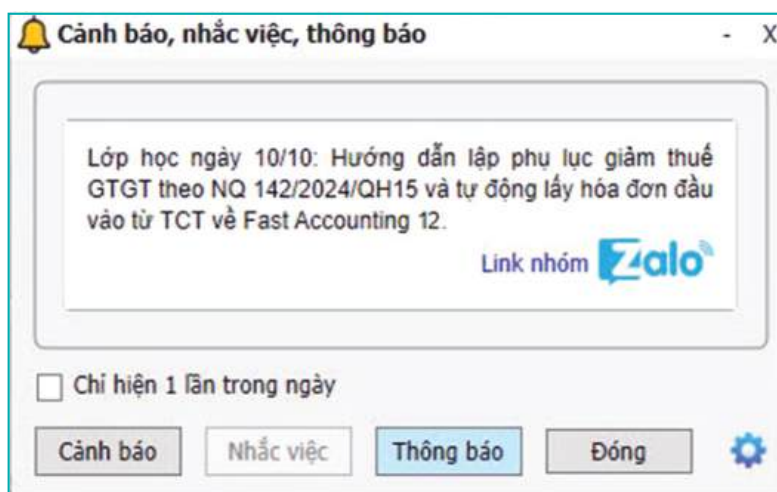 Cảnh báo, nhắc việc, thông báo - X
Lớp học ngày 10/10: Hướng dẫn lập phụ lục giảm thuế
GTGT theo NQ 142/2024/QH15 và tự động lấy hóa đơn đầu
vào từ TCT về Fast Accounting 12.
Link nhóm Zalo
Chỉ hiện 1 lần trong ngày
Cảnh báo Nhắc việc Thông báo Đóng